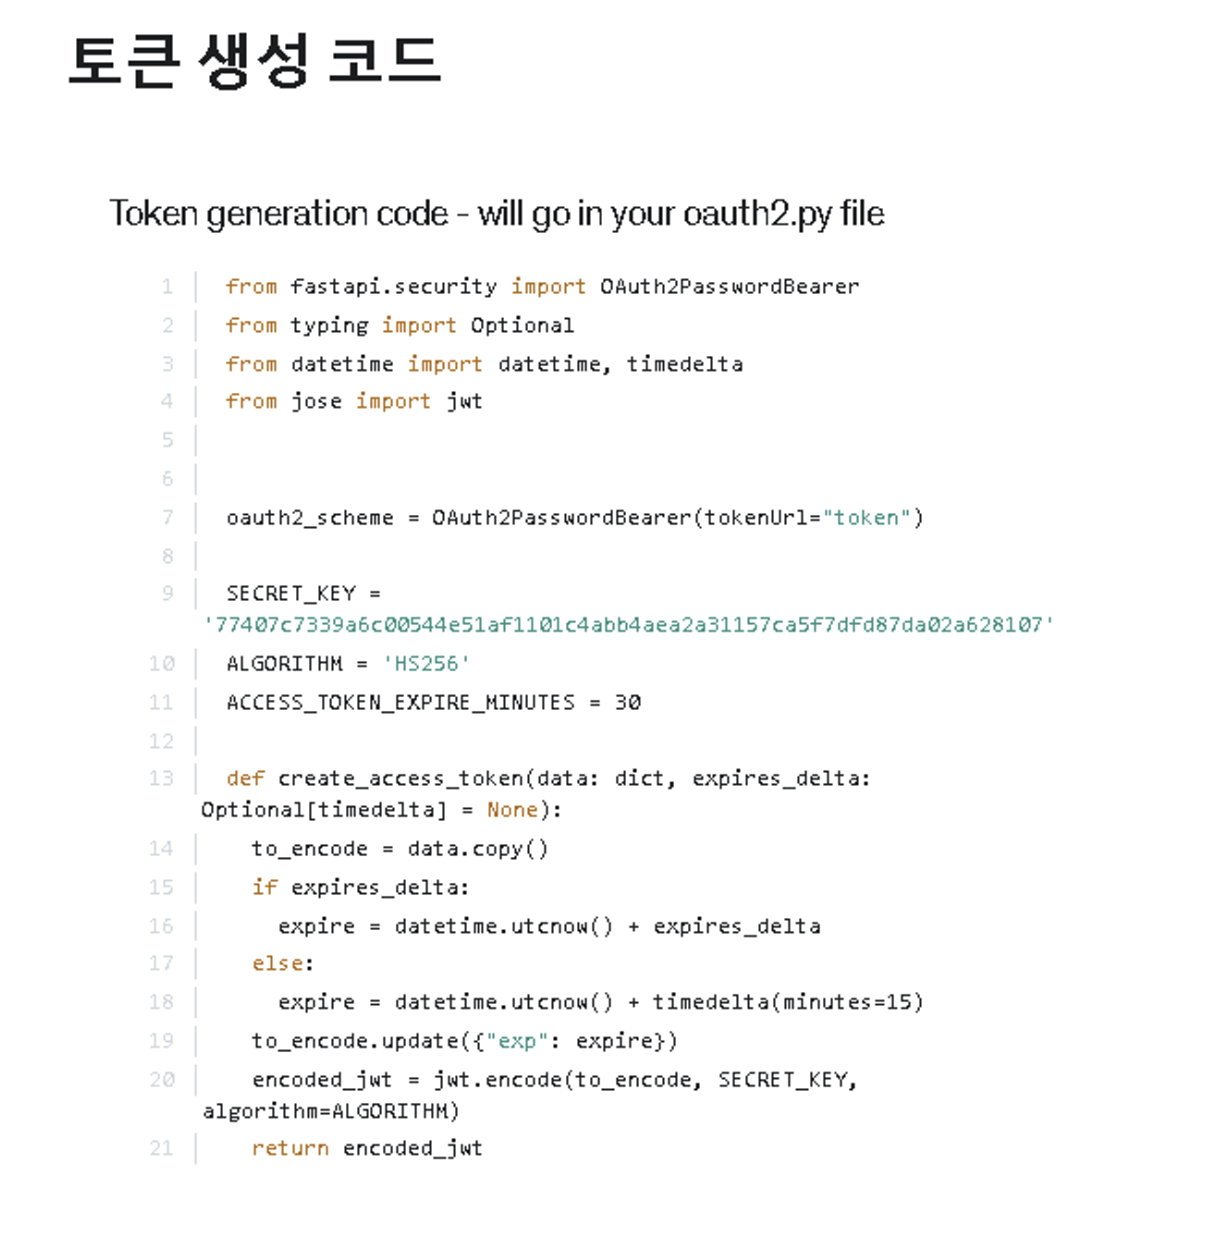 토큰 생성 코드
Token generation code - will go in your oauth2.py file
1 from fastapi.security import OAuth2PasswordBearer
2 from typing import Optional
3 from datetime import datetime, timedelta
4 from jose import jwt
5
6
7 oauth2_scheme = OAuth2PasswordBearer(tokenUrl="token")
8
9 SECRET_KEY =
'77407c7339a6c00544e51af1101c4abb4aea2a31157ca5f7dfd87da02a628107'
10 ALGORITHM = 'HS256'
11 ACCESS_TOKEN_EXPIRE_MINUTES = 30
12
13 def create_access_token(data: dict, expires_delta:
Optional[timedelta] = None):
14 to_encode = data.copy()
15 if expires_delta:
16 expire = datetime.utcnow() + expires_delta
17 else:
18 expire = datetime.utcnow() + timedelta(minutes=15)
19 to_encode.update({"exp": expire})
20 encoded_jwt = jwt.encode(to_encode, SECRET_KEY,
algorithm=ALGORITHM)
21 return encoded_jwt